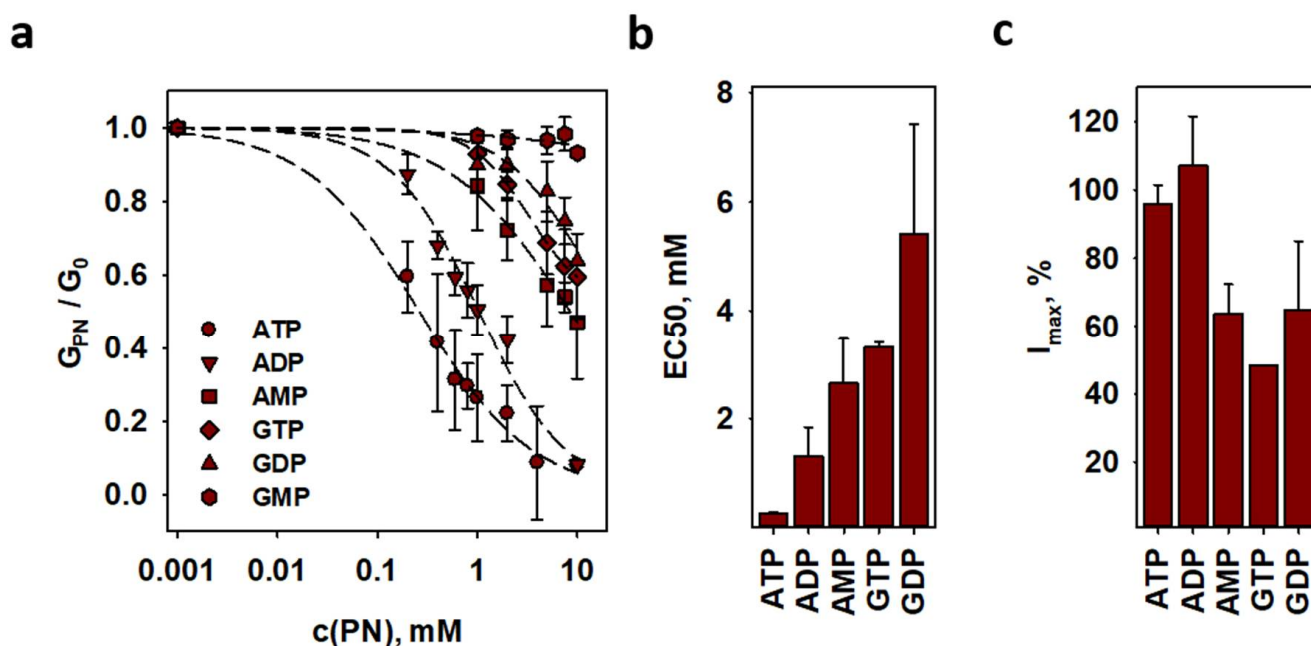 a
1.0
0.8
0.6
0.4
0.2
0.0
G_PN / G_0
ATP
ADP
AMP
GTP
GDP
GMP
0.001 0.01 0.1 1 10
c(PN), mM
b
8
6
4
2
EC50, mM
ATP ADP AMP GTP GDP
c
120
100
80
60
40
20
I_max, %
ATP ADP AMP GTP GDP